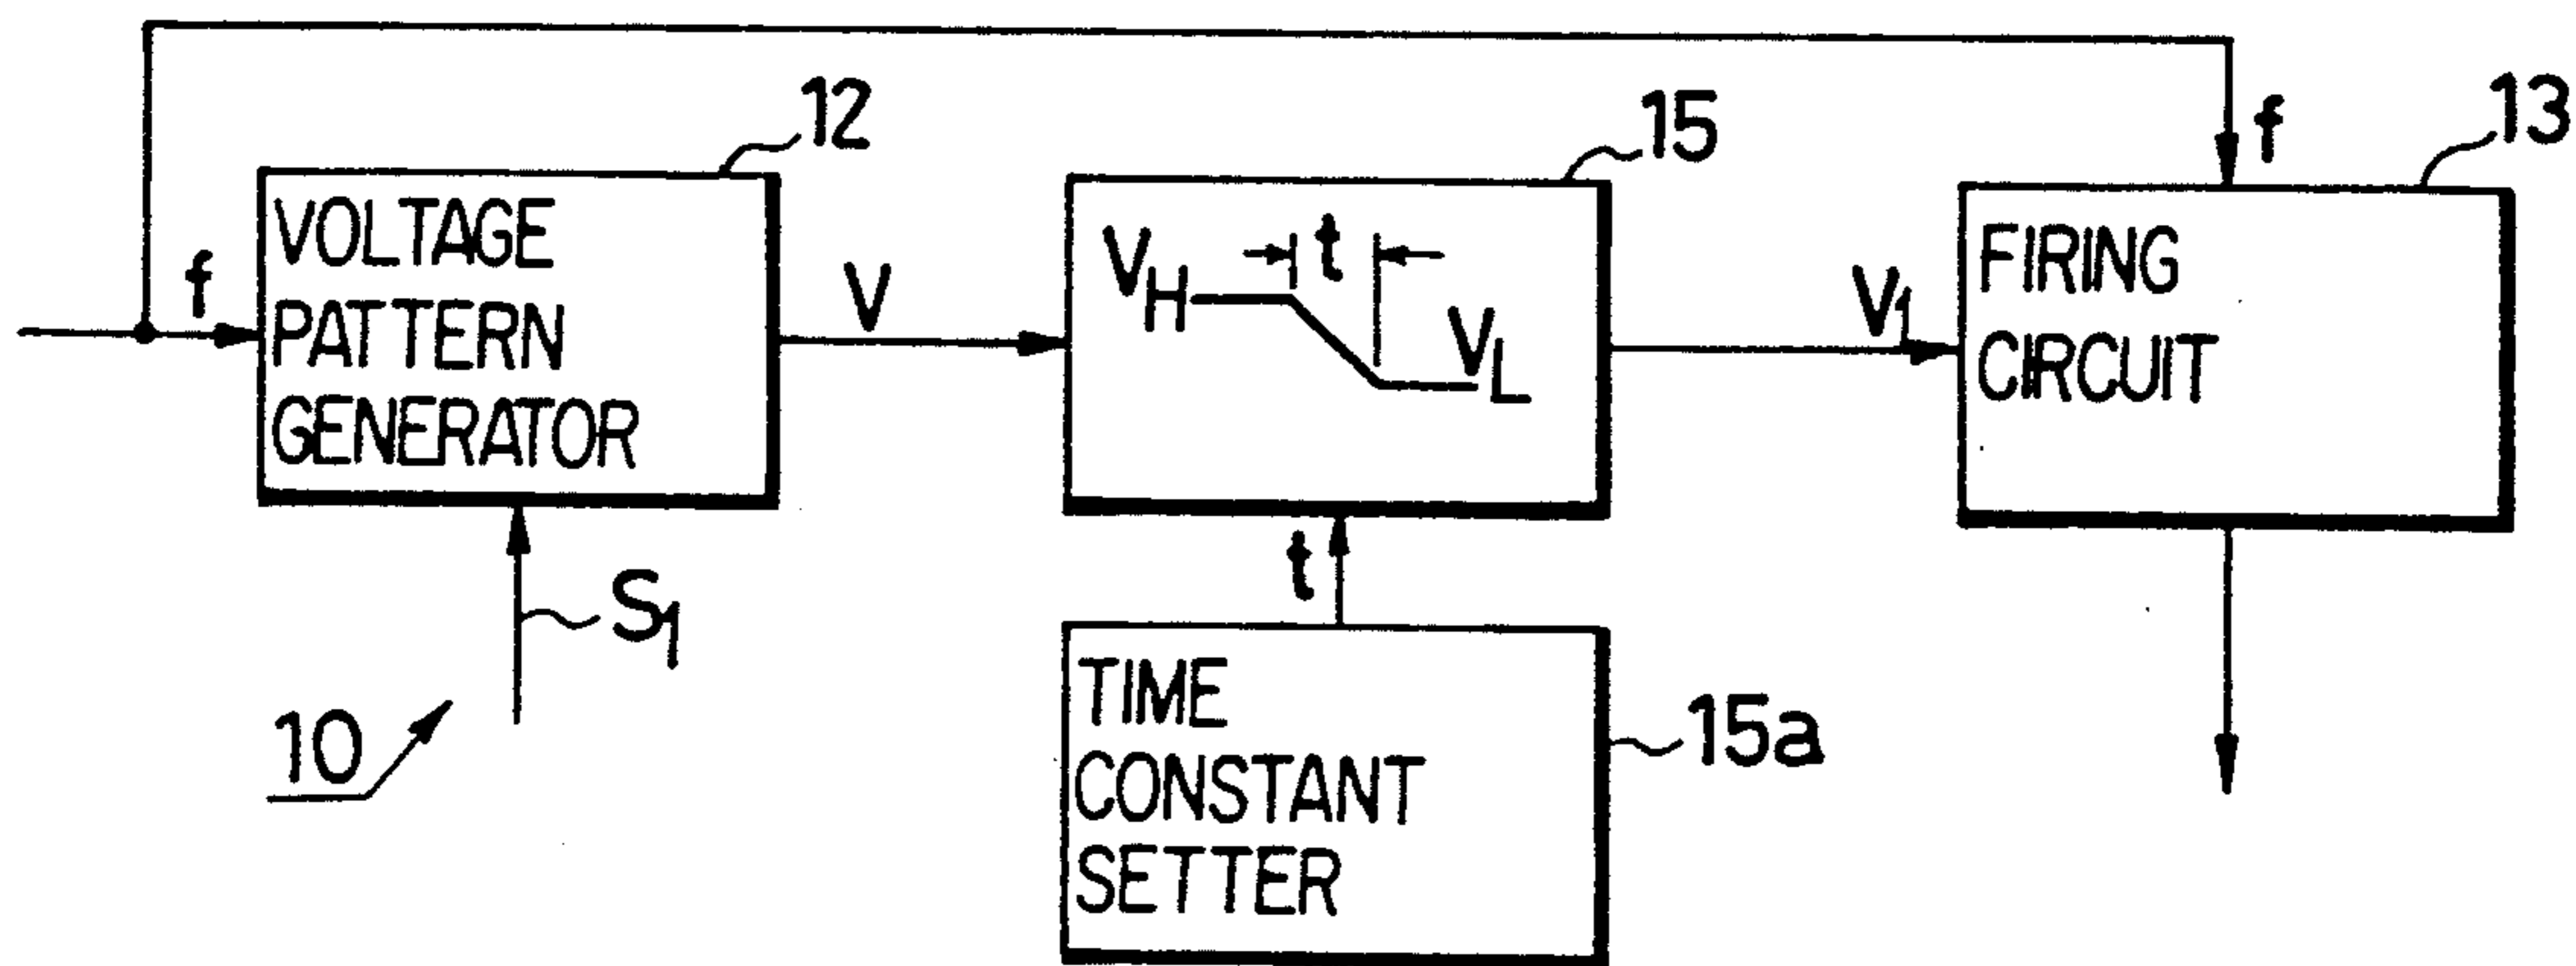 12
15
13
f
f
VOLTAGE
PATTERN
GENERATOR
V
VH
t
VL
V1
FIRING
CIRCUIT
S1
t
10
TIME
CONSTANT
SETTER
15a